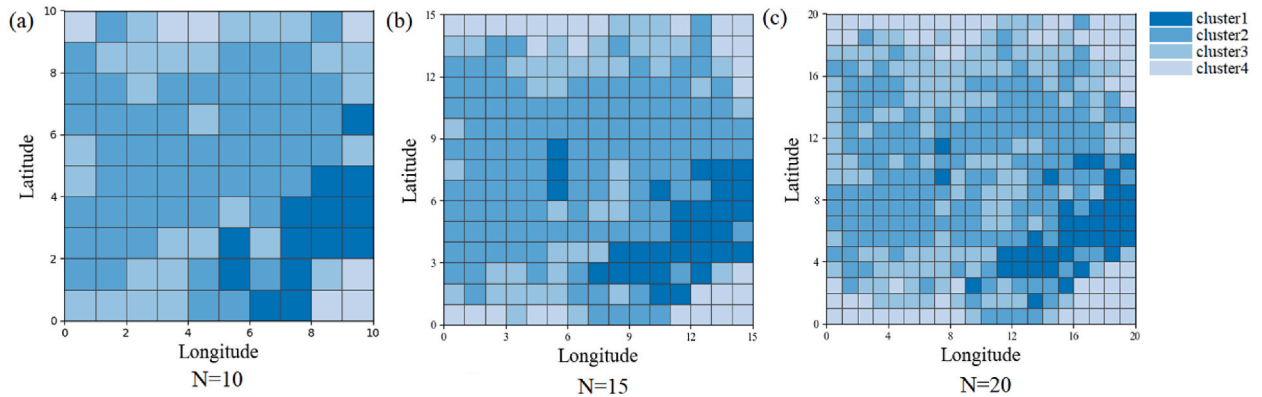 (a)
10
8
6
4
2
0
Latitude
0 2 4 6 8 10
Longitude
N=10
(b)
15
12
9
6
3
0
Latitude
0 3 6 9 12 15
Longitude
N=15
(c)
20
16
12
8
4
0
Latitude
0 4 8 12 16 20
Longitude
N=20
cluster1
cluster2
cluster3
cluster4